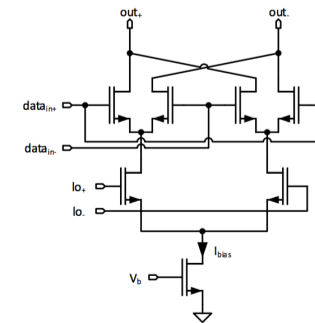 out+ out-
datain+
datain-
lo+
lo-
Ibias
Vb